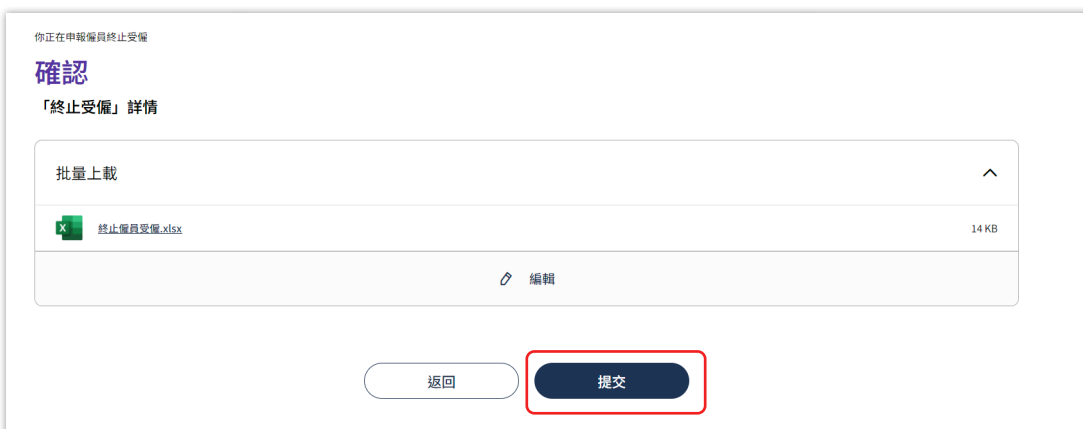 你正在申報僱員終止受僱
確認
「終止受僱」詳情
批量上載
終止僱員受僱.xlsx
14 KB
編輯
返回
提交